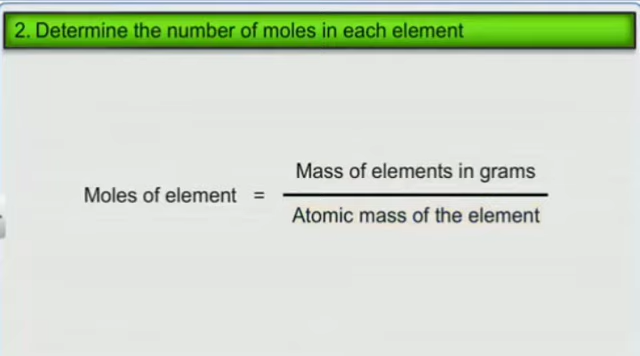 2. Determine the number of moles in each element
Mass of elements in grams
Moles of element =
Atomic mass of the element